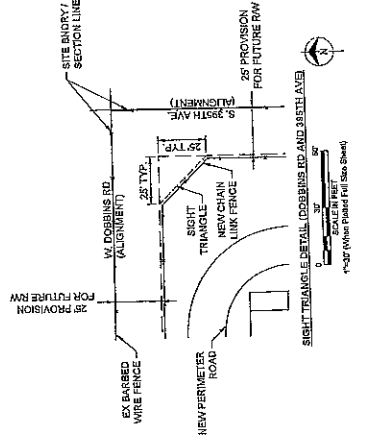 SITE BNDRY /
SECTION LINE
W. DOBBINS RD
(ALIGNMENT)
25' PROVISION
FOR FUTURE R/W
EX BARBED
WIRE FENCE
S. 395TH AVE.
(ALIGNMENT)
25' TYP.
25' TYP.
SIGHT
TRIANGLE
NEW CHAIN
LINK FENCE
25' PROVISION
FOR FUTURE R/W
NEW PERIMETER
ROAD
N
SIGHT TRIANGLE DETAIL (DOBBINS RD AND 395TH AVE)
0 30' 60'
SCALE IN FEET
1"=30' (When Plotted Full Size Sheet)